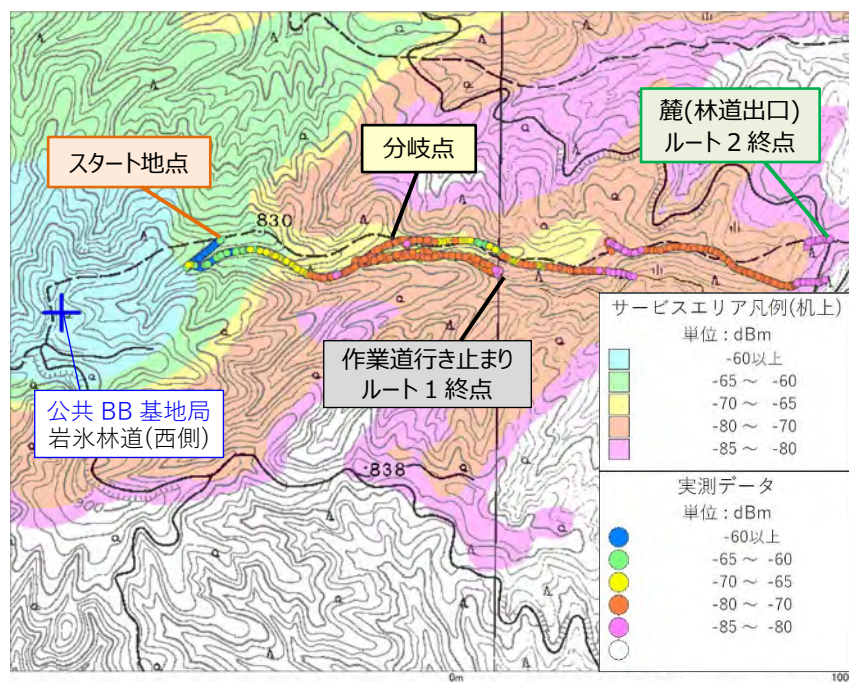 スタート地点
分岐点
麓(林道出口)
ルート2終点
830
作業道行き止まり
ルート1終点
公共 BB 基地局
岩氷林道(西側)
・838
サービスエリア凡例(机上)
単位:dBm
-60以上
-65～ -60
-70～ -65
-80～ -70
-85～ -80
実測データ
単位:dBm
-60以上
-65～ -60
-70～ -65
-80～ -70
-85～ -80
0m
100